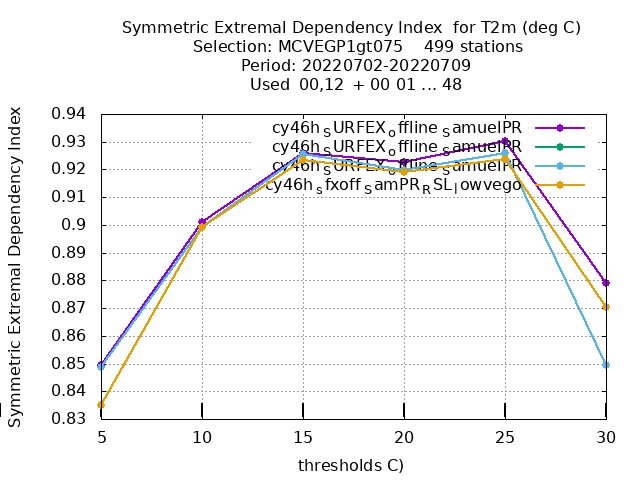 Symmetric Extremal Dependency Index for T2m (deg C)
Selection: MCVEGP1gt075 499 stations
Period: 20220702-20220709
Used 00,12 + 00 01 ... 48
Symmetric Extremal Dependency Index
0.94
0.93
0.92
0.91
0.9
0.89
0.88
0.87
0.86
0.85
0.84
0.83
cy46h_SURFEX_offline_SamuelPR
cy46h_SURFEX_offline_SamuelPR
cy46h_SURFEX_offline_SamuelPR
cy46h_sfxoff_SamPR_RSL_lowvego
5 10 15 20 25 30
thresholds C)